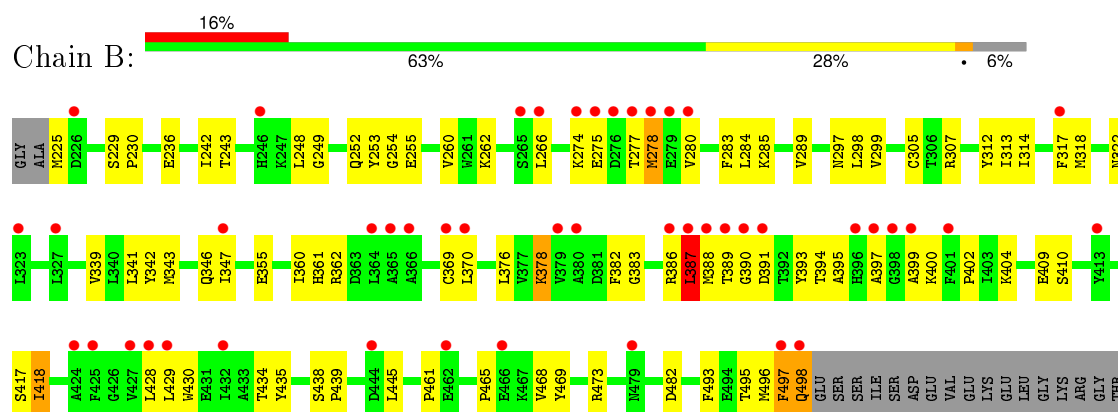 16%
Chain B:
63% 28% • 6%
GLY ALA M225 D226 S229 P230 E236 I242 T243 H246 K247 L248 G249 Q252 Y253 G254 E255 V260 W261 K262 S265 L266 K274 E275 D276 T277 M278 E279 V280 F283 L284 K285 V289 N297 L298 V299 C305 T306 R307 Y312 I313 I314 F317 M318 N322
L323 L327 V339 L340 L341 Y342 M343 Q346 I347 E355 I360 H361 R362 D363 L364 A365 A366 C369 L370 L376 V377 K378 V379 A380 D381 F382 G383 R386 L387 M388 T389 G390 D391 T392 Y393 T394 A395 H396 A397 G398 A399 K400 F401 P402 I403 K404 E409 S410 Y413
S417 I418 A424 F425 G426 V427 L428 L429 W430 E431 I432 A433 T434 Y435 S438 P439 D444 L445 P461 E462 P465 E466 K467 V468 Y469 R473 N479 D482 F493 E494 T495 M496 F497 Q498 GLU SER SER ILE SER ASP GLU VAL GLU LYS GLU LEU GLY LYS ARG GLY